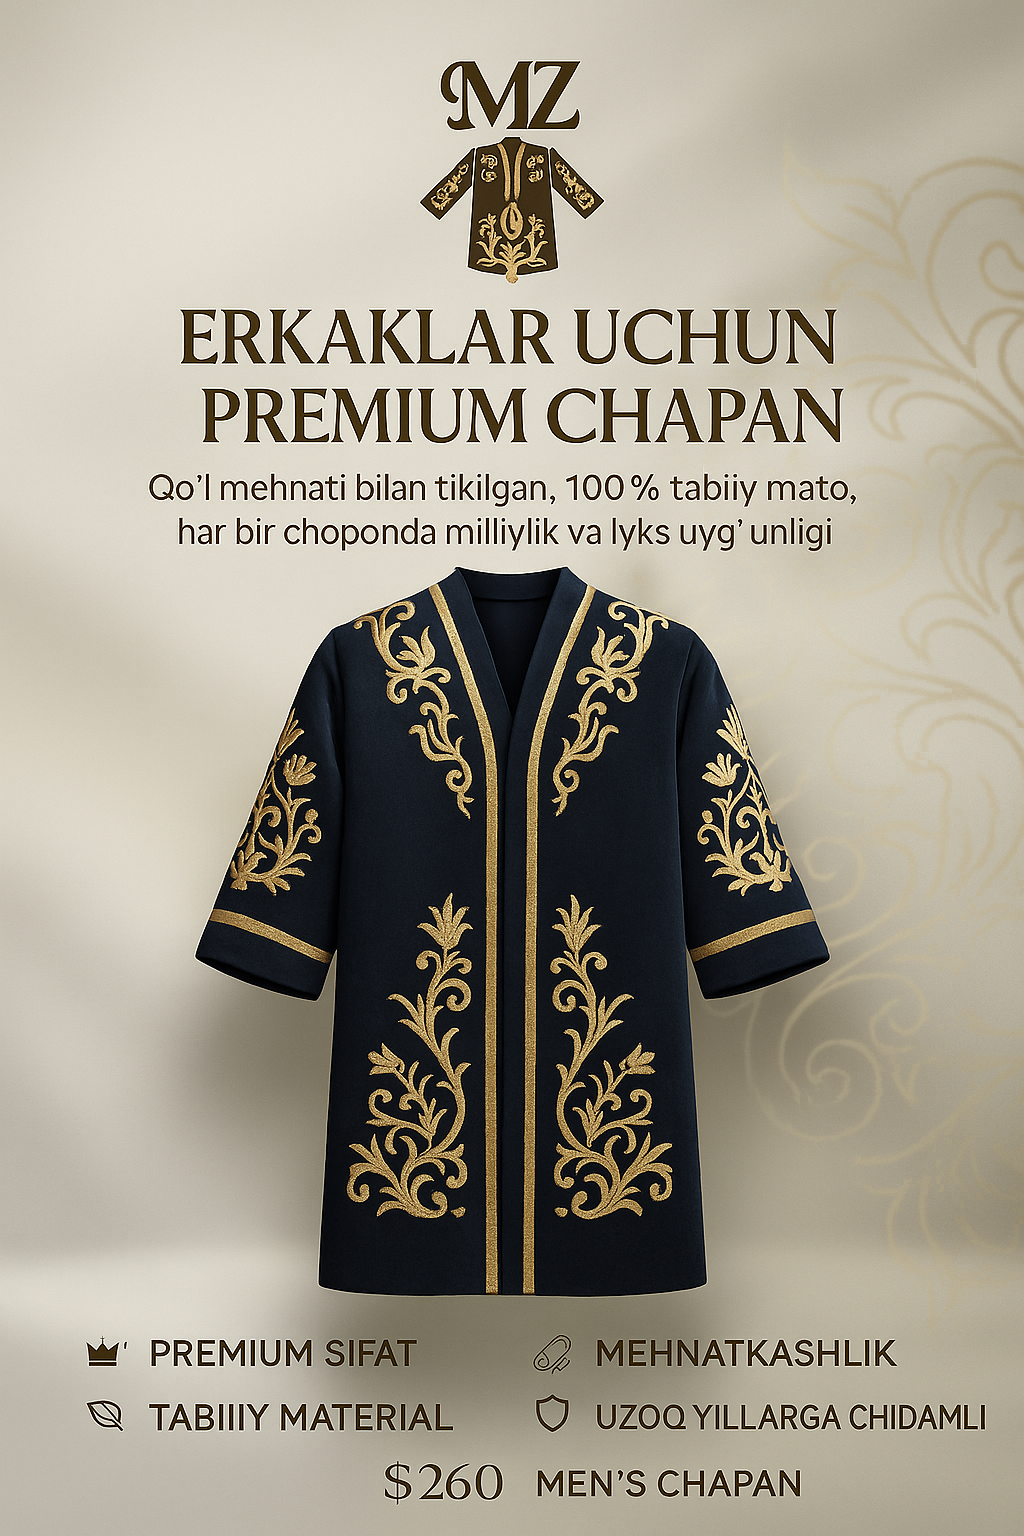 MZ
ERKAKLAR UCHUN
PREMIUM CHAPAN
Qo’l mehnati bilan tikilgan, 100 % tabiiy mato,
har bir choponda milliylik va lyks uyg’ unligi
PREMIUM SIFAT
MEHNATKASHLIK
TABIIIY MATERIAL
UZOQ YILLARGA CHIDAMLI
$260 MEN’S CHAPAN